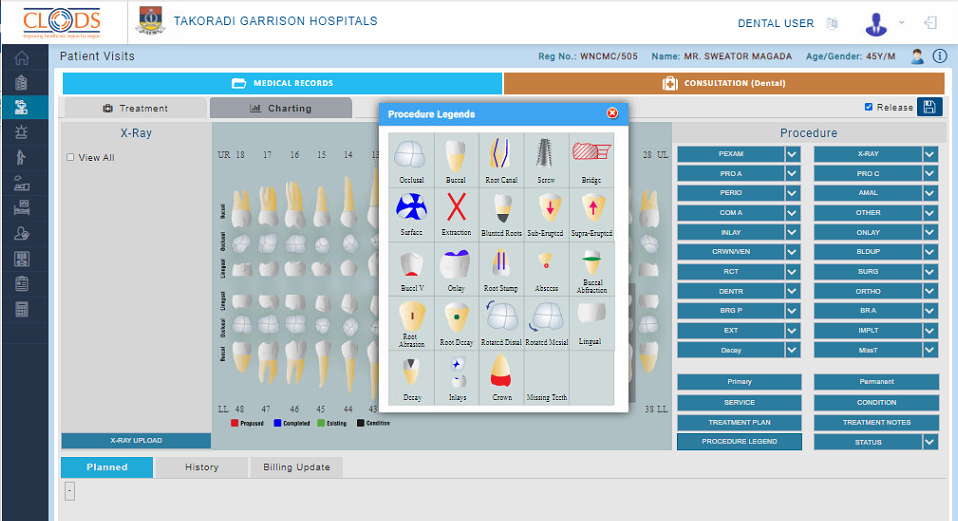 CLODS
Improving healthcare region to region
TAKORADI GARRISON HOSPITALS
DENTAL USER
Patient Visits
Reg No.: WNCMC/505 Name: MR. SWEATOR MAGADA Age/Gender: 45Y/M
MEDICAL RECORDS
CONSULTATION (Dental)
Treatment
Charting
Release
X-Ray
View All
X-RAY UPLOAD
UR 18 17 16 15 14 13
28 UL
Buccal
Occlusal
Lingual
Lingual
Occlusal
Buccal
LL 48 47 46 45 44 43
38 LL
Proposed Completed Existing Condition
Procedure Legends
Occlusal Buccal Root Canal Screw Bridge
Surface Extraction Blunted Roots Sub-Erupted Supra-Erupted
Buccl V Onlay Root Stump Abscess Buccal Abfraction
Root Abrasion Root Decay Rotated Distal Rotated Mesial Lingual
Decay Inlays Crown Missing Teeth
Procedure
PEXAM X-RAY
PRO A PRO C
PERIO AMAL
COM A OTHER
INLAY ONLAY
CRWN/VEN BLDUP
RCT SURG
DENTR ORTHO
BRG P BR A
EXT IMPLT
Decay MissT
Primary Permanent
SERVICE CONDITION
TREATMENT PLAN TREATMENT NOTES
PROCEDURE LEGEND STATUS
Planned History Billing Update
-